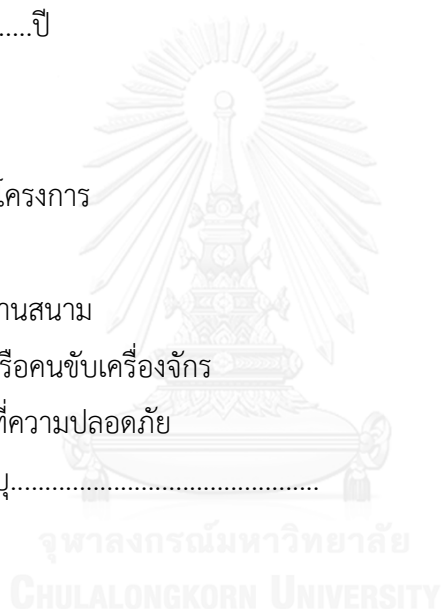 .....ปี
โครงการ
านสนาม
รือคนขับเครื่องจักร
ที่ความปลอดภัย
บุ.............................................
จุฬาลงกรณ์มหาวิทยาลัย
CHULALONGKORN UNIVERSITY